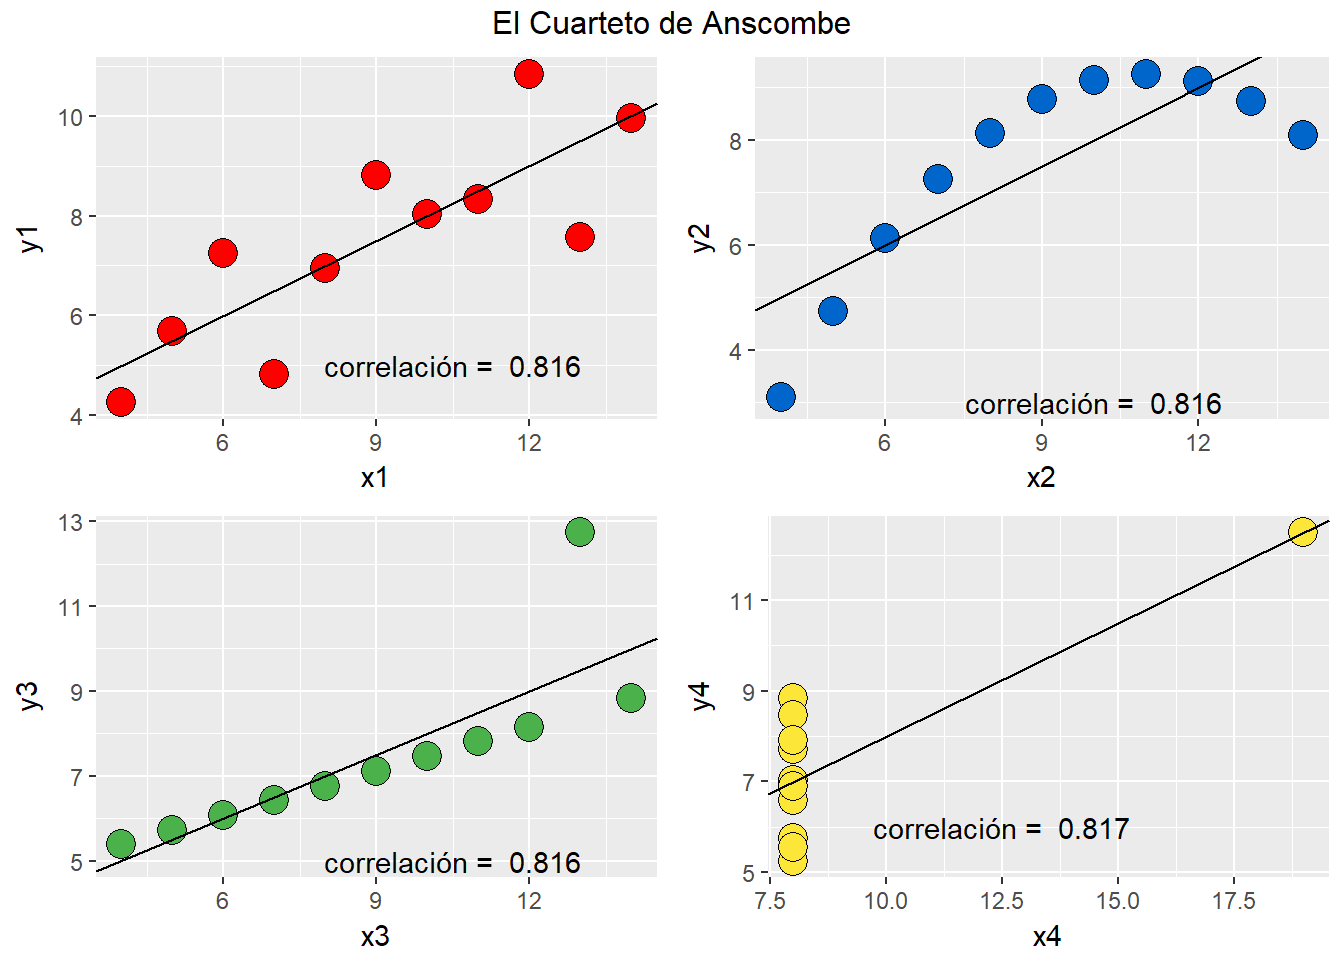 El Cuarteto de Anscombe
10
8
6
4
y1
correlación = 0.816
6 9 12
x1
8
6
4
y2
correlación = 0.816
6 9 12
x2
13
11
9
7
5
y3
correlación = 0.816
6 9 12
x3
11
9
7
5
y4
correlación = 0.817
7.5 10.0 12.5 15.0 17.5
x4